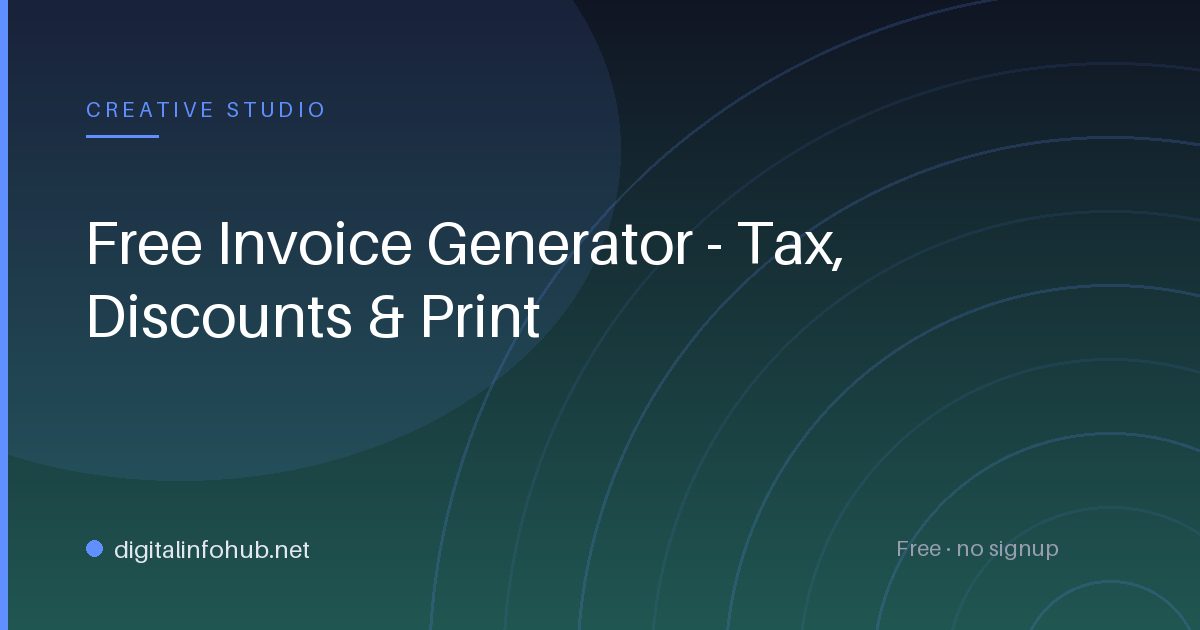 CREATIVE STUDIO
Free Invoice Generator - Tax,
Discounts & Print
digitalinfohub.net
Free · no signup